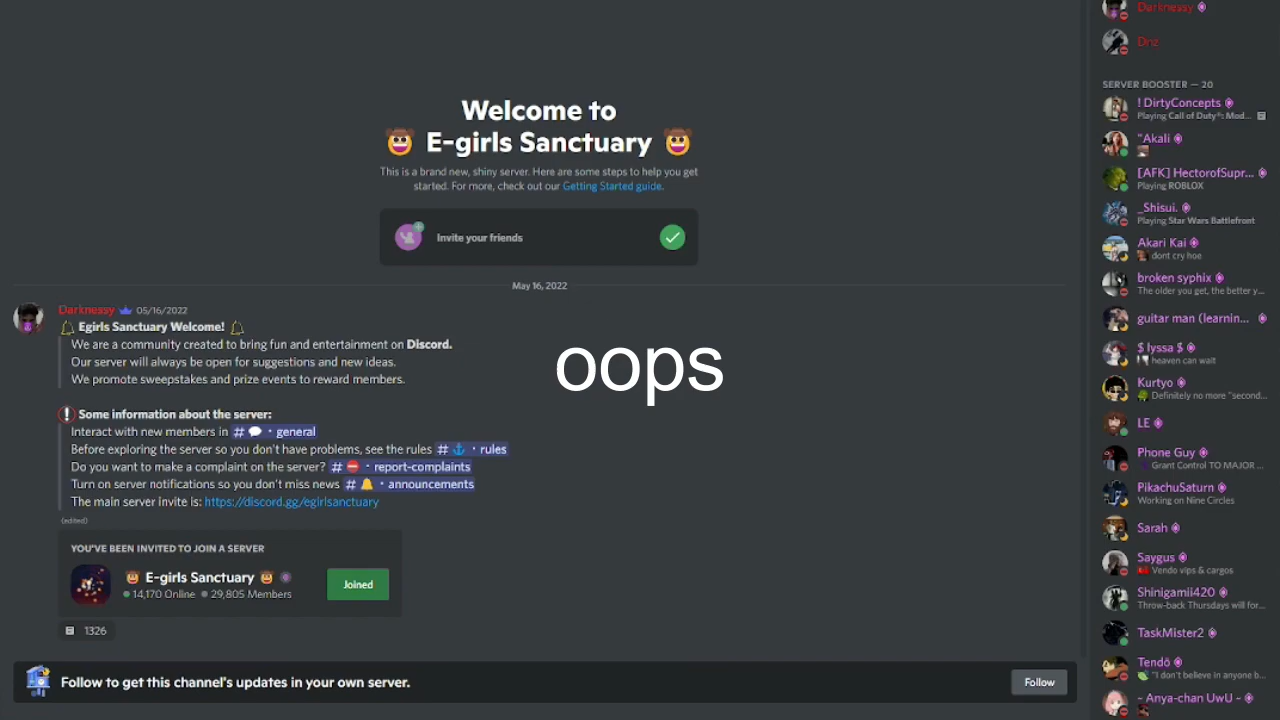 Welcome to
E-girls Sanctuary
This is a brand new, shiny server. Here are some steps to help you get
started. For more, check out our Getting Started guide.
Invite your friends
May 16, 2022
Darknessy 05/16/2022
Egirls Sanctuary Welcome!
We are a community created to bring fun and entertainment on Discord.
Our server will always be open for suggestions and new ideas.
We promote sweepstakes and prize events to reward members.
oops
Some information about the server:
Interact with new members in # 💬・general
Before exploring the server so you don't have problems, see the rules # ⚓・rules
Do you want to make a complaint on the server? # ⛔・report-complaints
Turn on server notifications so you don't miss news # 🔔・announcements
The main server invite is: https://discord.gg/egirlsanctuary
(edited)
YOU'VE BEEN INVITED TO JOIN A SERVER
E-girls Sanctuary
14,170 Online 29,805 Members
Joined
1326
Follow to get this channel's updates in your own server.
Follow
Darknessy
Dnz
SERVER BOOSTER — 20
! DirtyConcepts
Playing Call of Duty®: Mod...
"Akali
[AFK] HectorofSupr...
Playing ROBLOX
_Shisui.
Playing Star Wars Battlefront
Akari Kai
dont cry hoe
broken syphix
The older you get, the better y...
guitar man (learnin...
$ lyssa $
heaven can wait
Kurtyo
Definitely no more "second...
LE
Phone Guy
Grant Control TO MAJOR ...
PikachuSaturn
Working on Nine Circles
Sarah
Saygus
Vendo vips & cargos
Shinigamii420
Throw-back Thursdays will for...
TaskMister2
Tendō
"I don't believe in anyone b...
~ Anya-chan UwU ~